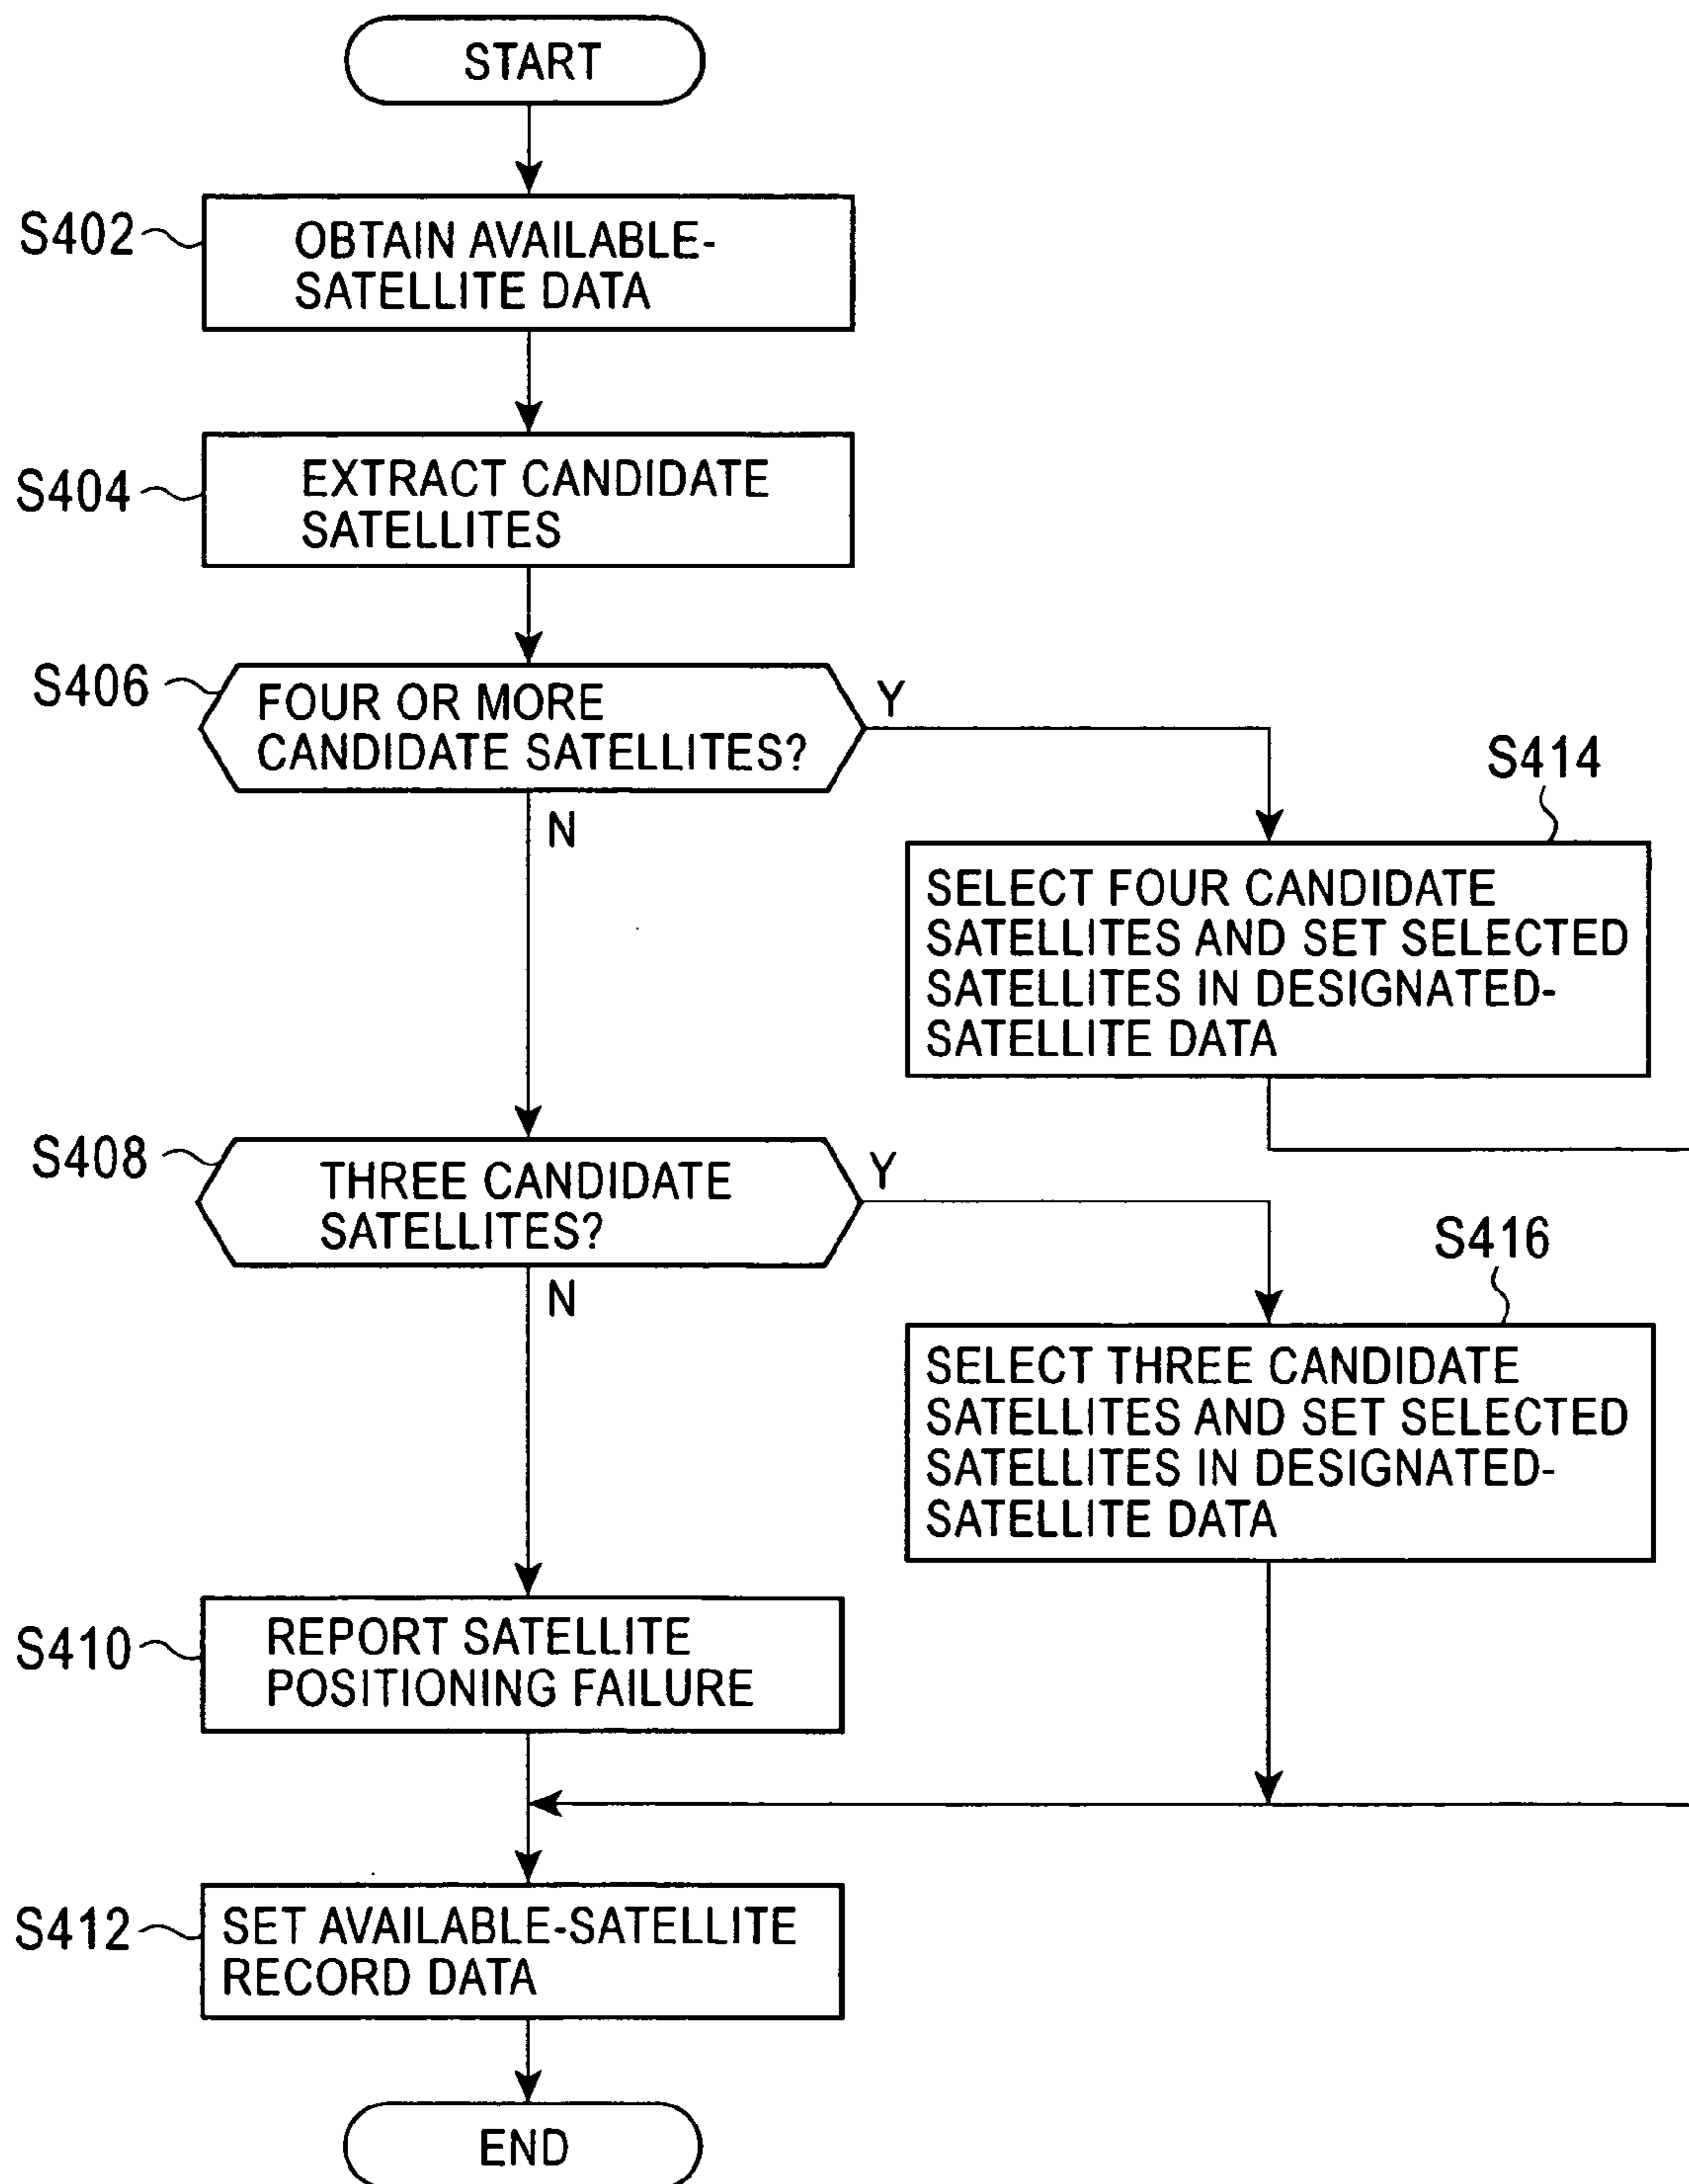 START
S402
OBTAIN AVAILABLE-
SATELLITE DATA
S404
EXTRACT CANDIDATE
SATELLITES
S406
FOUR OR MORE
CANDIDATE SATELLITES?
Y
N
S414
SELECT FOUR CANDIDATE
SATELLITES AND SET SELECTED
SATELLITES IN DESIGNATED-
SATELLITE DATA
S408
THREE CANDIDATE
SATELLITES?
Y
N
S416
SELECT THREE CANDIDATE
SATELLITES AND SET SELECTED
SATELLITES IN DESIGNATED-
SATELLITE DATA
S410
REPORT SATELLITE
POSITIONING FAILURE
S412
SET AVAILABLE-SATELLITE
RECORD DATA
END